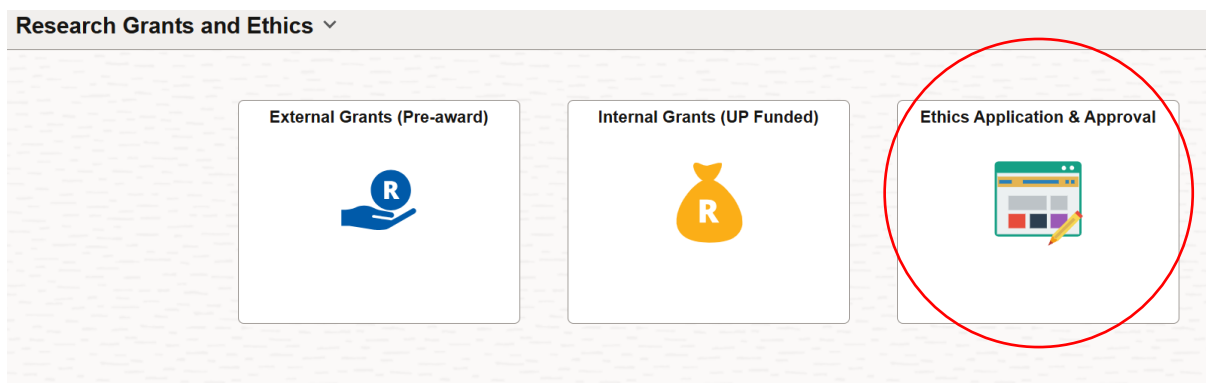 Research Grants and Ethics
External Grants (Pre-award)
Internal Grants (UP Funded)
Ethics Application & Approval
R
R